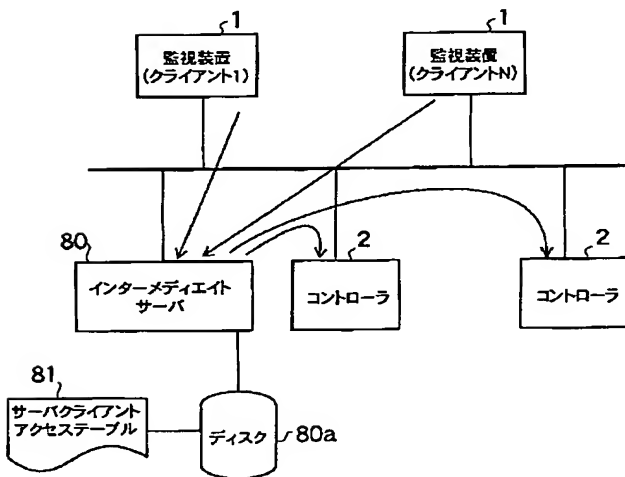 1
監視装置
(クライアント1)
1
監視装置
(クライアントN)
80
インターメディエイト
サーバ
2
コントローラ
2
コントローラ
81
サーバクライアント
アクセステーブル
ディスク
80a